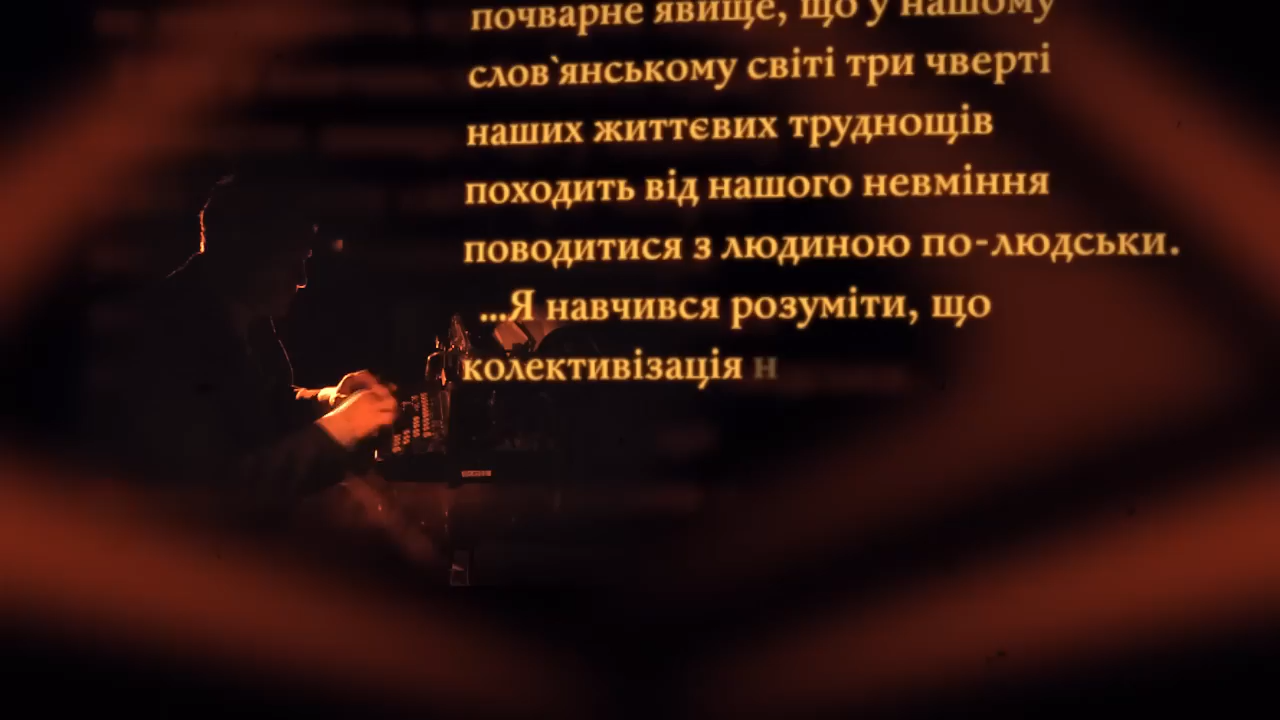 почварне явище, що у нашому
слов`янському світі три чверті
наших життєвих труднощів
походить від нашого невміння
поводитися з людиною по-людськи.
...Я навчився розуміти, що
колективізація н